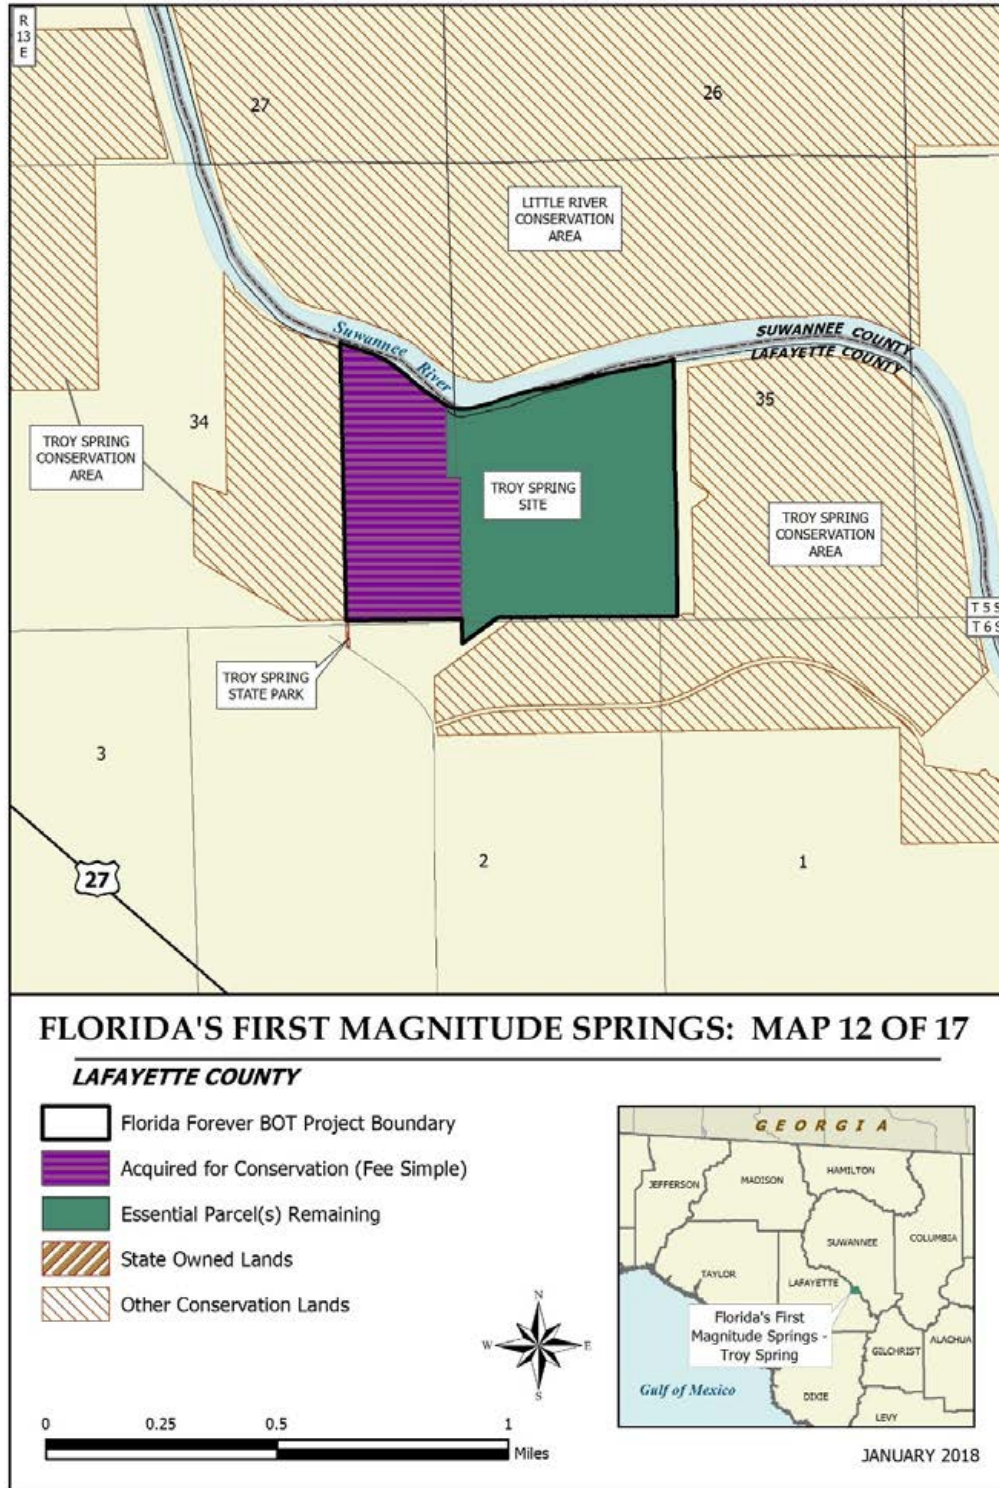 R
13
E
27
26
LITTLE RIVER
CONSERVATION
AREA
Suwannee River
SUWANNEE COUNTY
LAFAYETTE COUNTY
34
35
TROY SPRING
CONSERVATION
AREA
TROY SPRING
SITE
TROY SPRING
CONSERVATION
AREA
T 5 S
T 6 S
TROY SPRING
STATE PARK
3
2
1
27
FLORIDA'S FIRST MAGNITUDE SPRINGS: MAP 12 OF 17
LAFAYETTE COUNTY
Florida Forever BOT Project Boundary
Acquired for Conservation (Fee Simple)
Essential Parcel(s) Remaining
State Owned Lands
Other Conservation Lands
N
W
E
S
0 0.25 0.5 1
Miles
GEORGIA
HAMILTON
JEFFERSON
MADISON
SUWANNEE
COLUMBIA
TAYLOR
LAFAYETTE
Florida's First
Magnitude Springs -
Troy Spring
GILCHRIST
ALACHUA
Gulf of Mexico
DIXIE
LEVY
JANUARY 2018